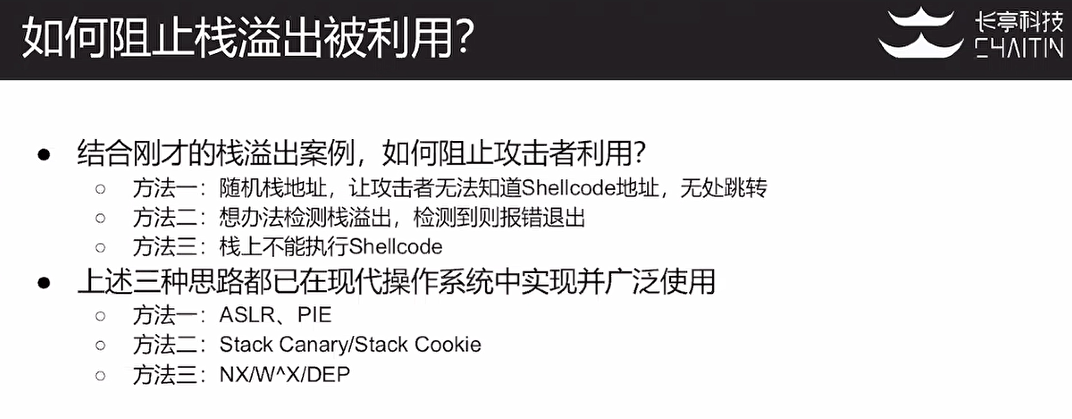 如何阻止栈溢出被利用?
长亭科技
CHAITIN
● 结合刚才的栈溢出案例，如何阻止攻击者利用?
○ 方法一：随机栈地址，让攻击者无法知道Shellcode地址，无处跳转
○ 方法二：想办法检测栈溢出，检测到则报错退出
○ 方法三：栈上不能执行Shellcode
● 上述三种思路都已在现代操作系统中实现并广泛使用
○ 方法一：ASLR、PIE
○ 方法二：Stack Canary/Stack Cookie
○ 方法三：NX/W^X/DEP